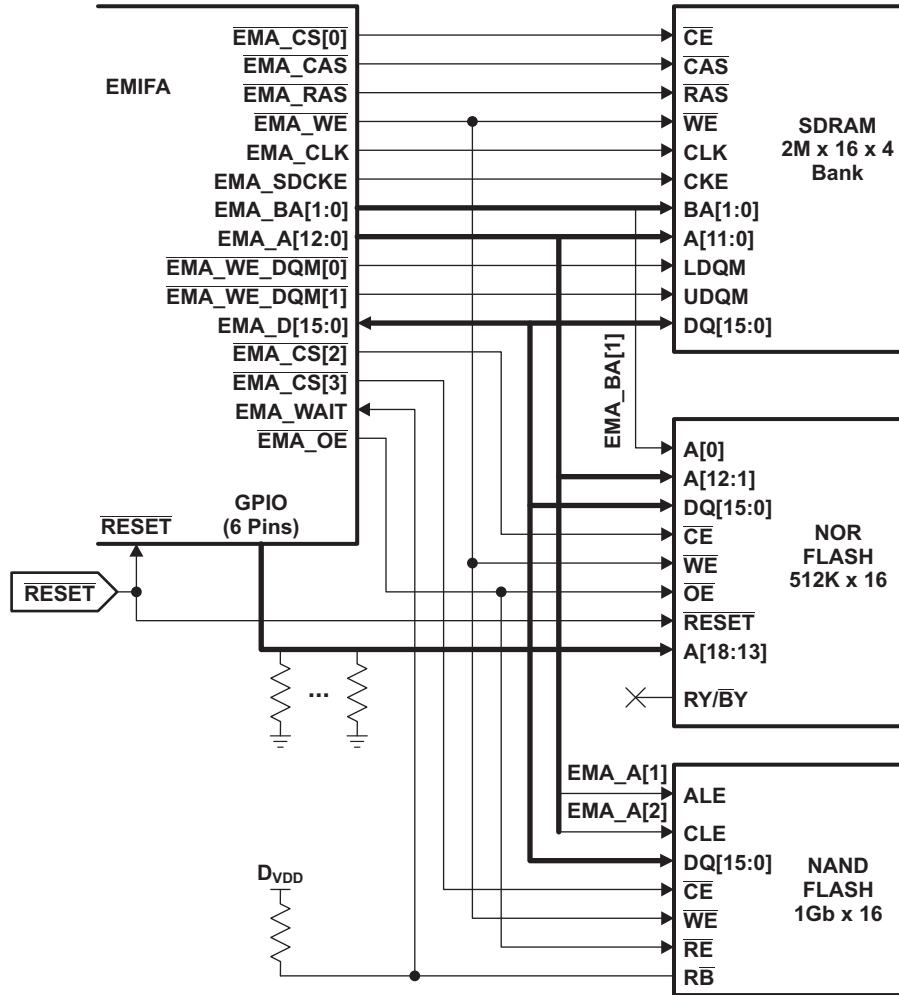 EMIFA
EMA_CS[0]
EMA_CAS
EMA_RAS
EMA_WE
EMA_CLK
EMA_SDCKE
EMA_BA[1:0]
EMA_A[12:0]
EMA_WE_DQM[0]
EMA_WE_DQM[1]
EMA_D[15:0]
EMA_CS[2]
EMA_CS[3]
EMA_WAIT
EMA_OE
GPIO
(6 Pins)
RESET
RESET
CE
CAS
RAS
WE
CLK
CKE
BA[1:0]
A[11:0]
LDQM
UDQM
DQ[15:0]
SDRAM
2M x 16 x 4
Bank
EMA_BA[1]
A[0]
A[12:1]
DQ[15:0]
CE
WE
OE
RESET
A[18:13]
RY/BY
NOR
FLASH
512K x 16
...
EMA_A[1]
EMA_A[2]
ALE
CLE
DQ[15:0]
CE
WE
RE
RB
NAND
FLASH
1Gb x 16
DVDD